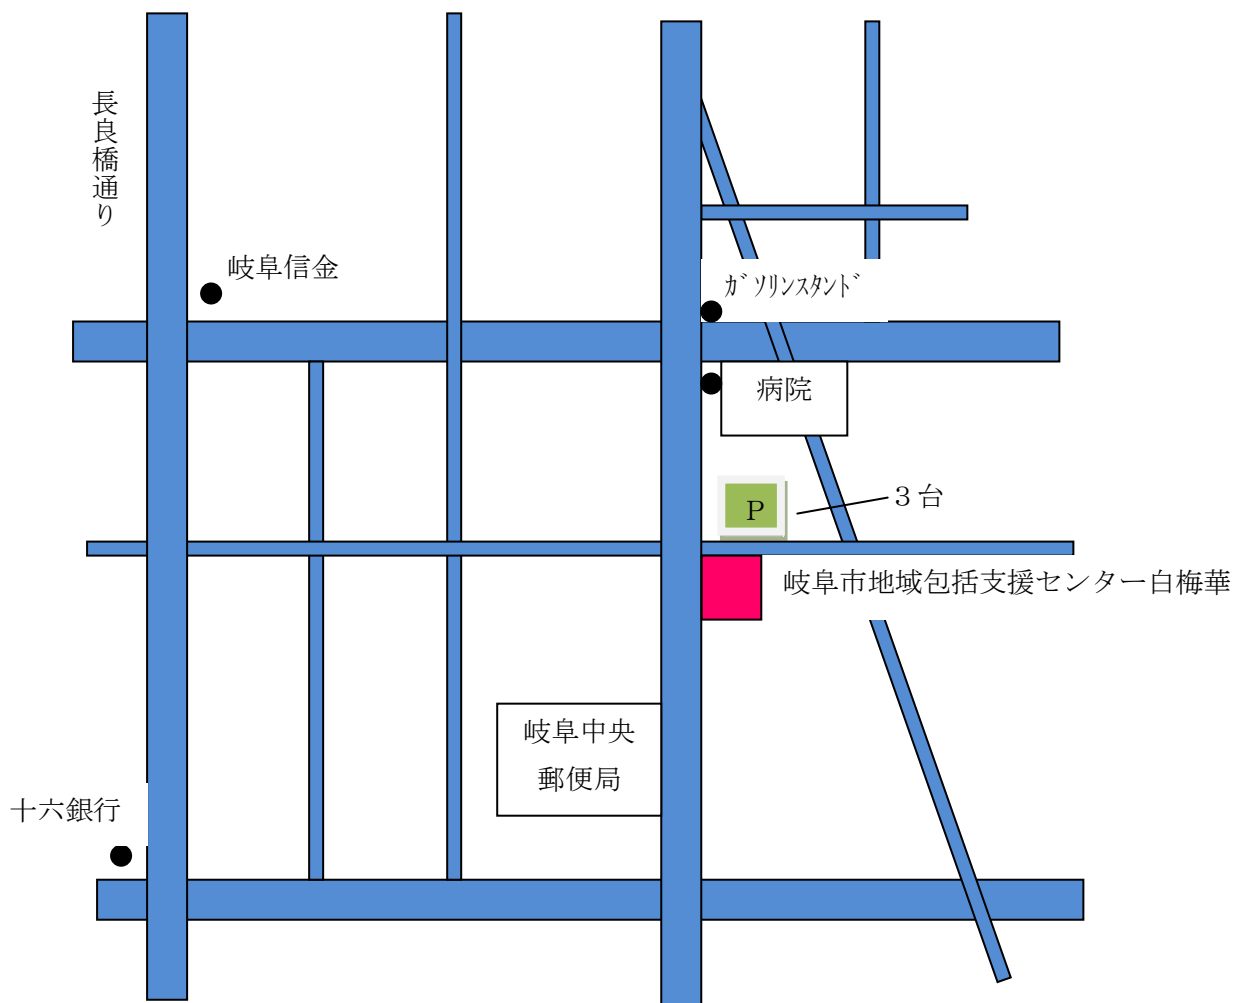 長良橋通り
岐阜信金
ｶﾞｿﾘﾝｽﾀﾝﾄﾞ
病院
P
３台
岐阜市地域包括支援センター白梅華
岐阜中央
郵便局
十六銀行